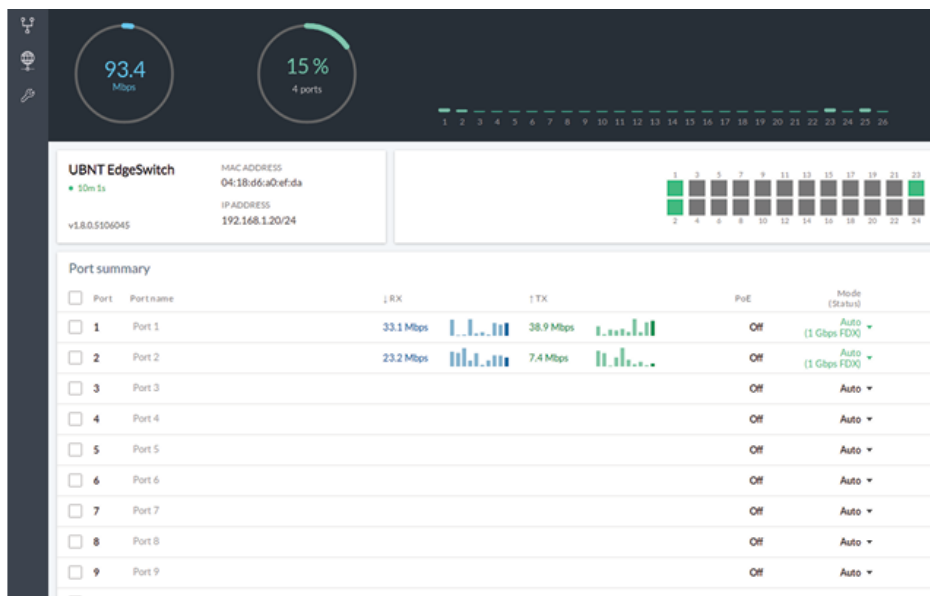 93.4
Mbps
15 %
4 ports
1 2 3 4 5 6 7 8 9 10 11 12 13 14 15 16 17 18 19 20 21 22 23 24 25 26
UBNT EdgeSwitch
10m 1s
v1.8.0.5106045
MAC ADDRESS
04:18:d6:a0:ef:da
IP ADDRESS
192.168.1.20/24
1 3 5 7 9 11 13 15 17 19 21 23
2 4 6 8 10 12 14 16 18 20 22 24
Port summary
Port Port name ↓ RX ↑ TX PoE Mode (Status)
1 Port 1 33.1 Mbps 38.9 Mbps Off Auto (1 Gbps FDX)
2 Port 2 23.2 Mbps 7.4 Mbps Off Auto (1 Gbps FDX)
3 Port 3 Off Auto
4 Port 4 Off Auto
5 Port 5 Off Auto
6 Port 6 Off Auto
7 Port 7 Off Auto
8 Port 8 Off Auto
9 Port 9 Off Auto